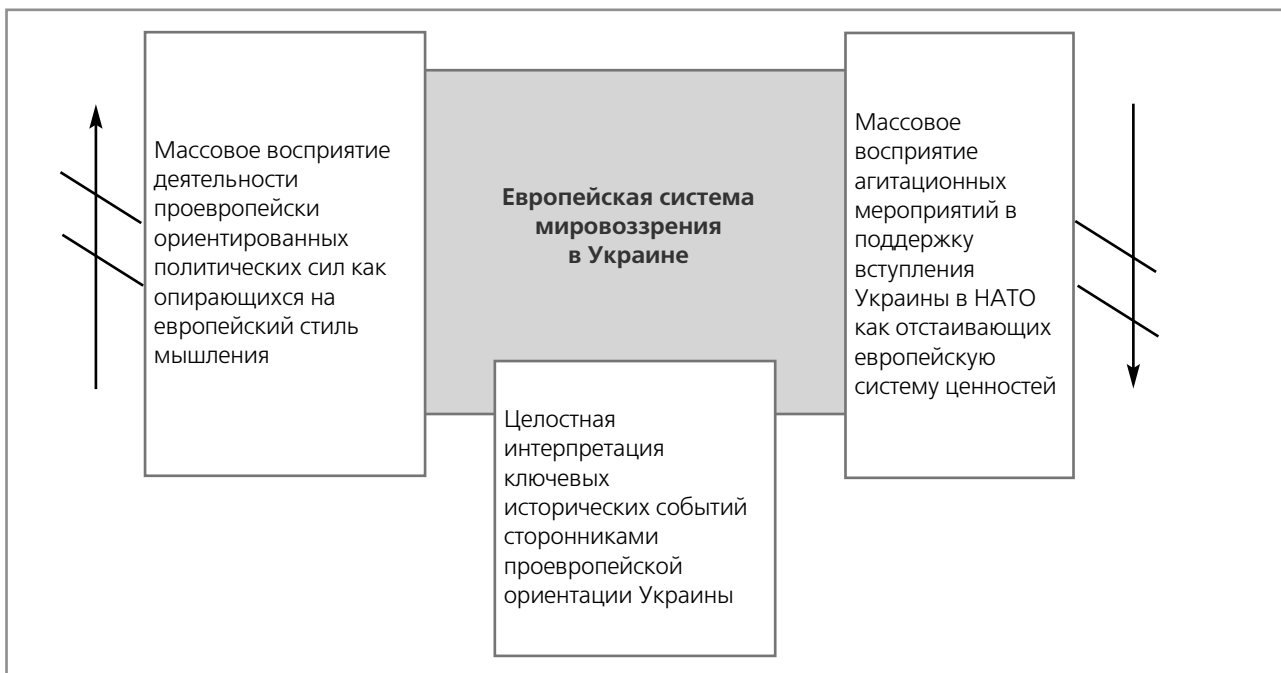 Массовое восприятие
деятельности
проевропейски
ориентированных
политических сил как
опирающихся на
европейский стиль
мышления
Европейская система
мировоззрения
в Украине
Массовое
восприятие
агитационных
мероприятий в
поддержку
вступления
Украины в НАТО
как отстаивающих
европейскую
систему ценностей
Целостная
интерпретация
ключевых
исторических событий
сторонниками
проевропейской
ориентации Украины